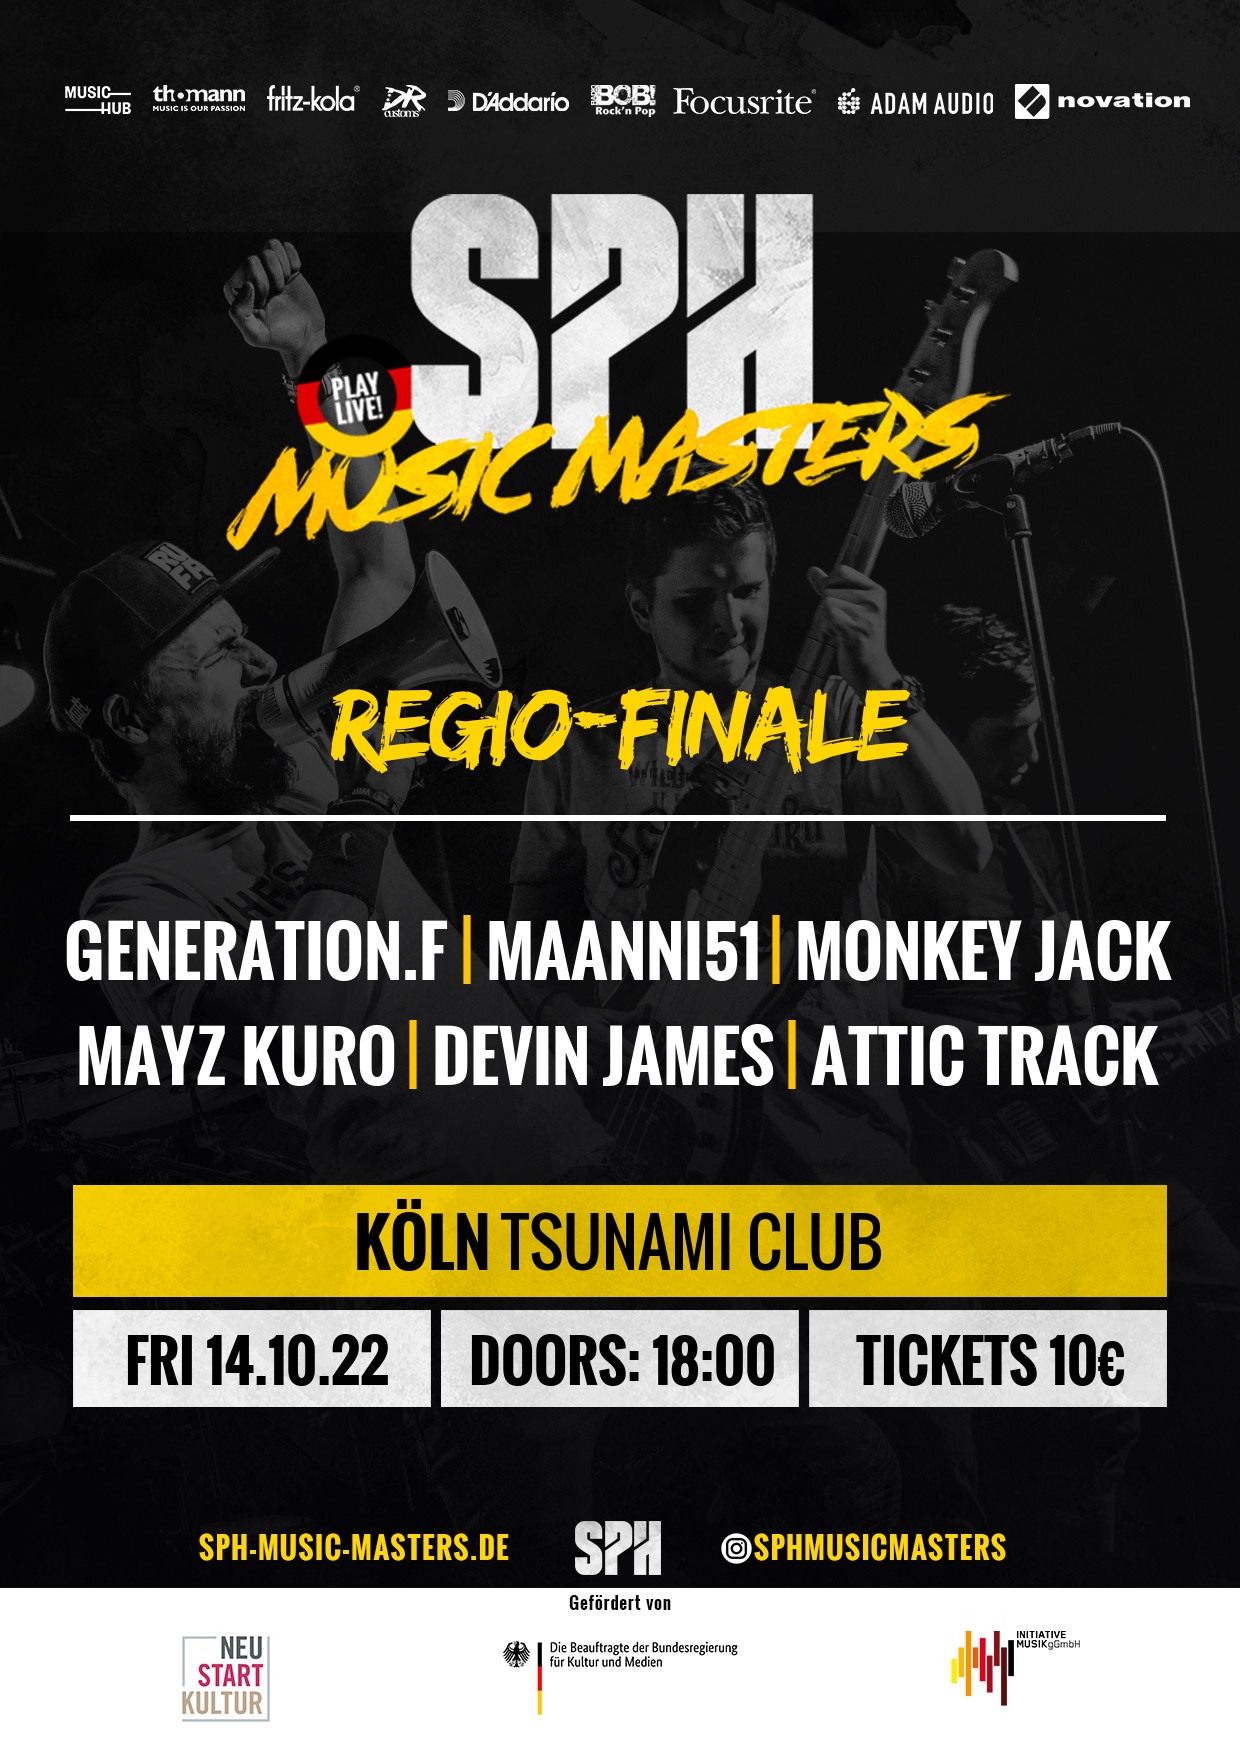 MUSIC HUB
th•mann MUSIC IS OUR PASSION
fritz-kola®
DR customs
D'Addario
RADIO BOB! Rock'n Pop
Focusrite®
ADAM AUDIO
novation
SPH
PLAY
LIVE!
MUSIC MASTERS
RUFA
REGIO-FINALE
GENERATION.F | MAANNI51 | MONKEY JACK
MAYZ KURO | DEVIN JAMES | ATTIC TRACK
KÖLN TSUNAMI CLUB
FRI 14.10.22
DOORS: 18:00
TICKETS 10€
SPH-MUSIC-MASTERS.DE
SPH
@SPHMUSICMASTERS
Gefördert von
NEU
START
KULTUR
Die Beauftragte der Bundesregierung
für Kultur und Medien
INITIATIVE
MUSIKgGmbH